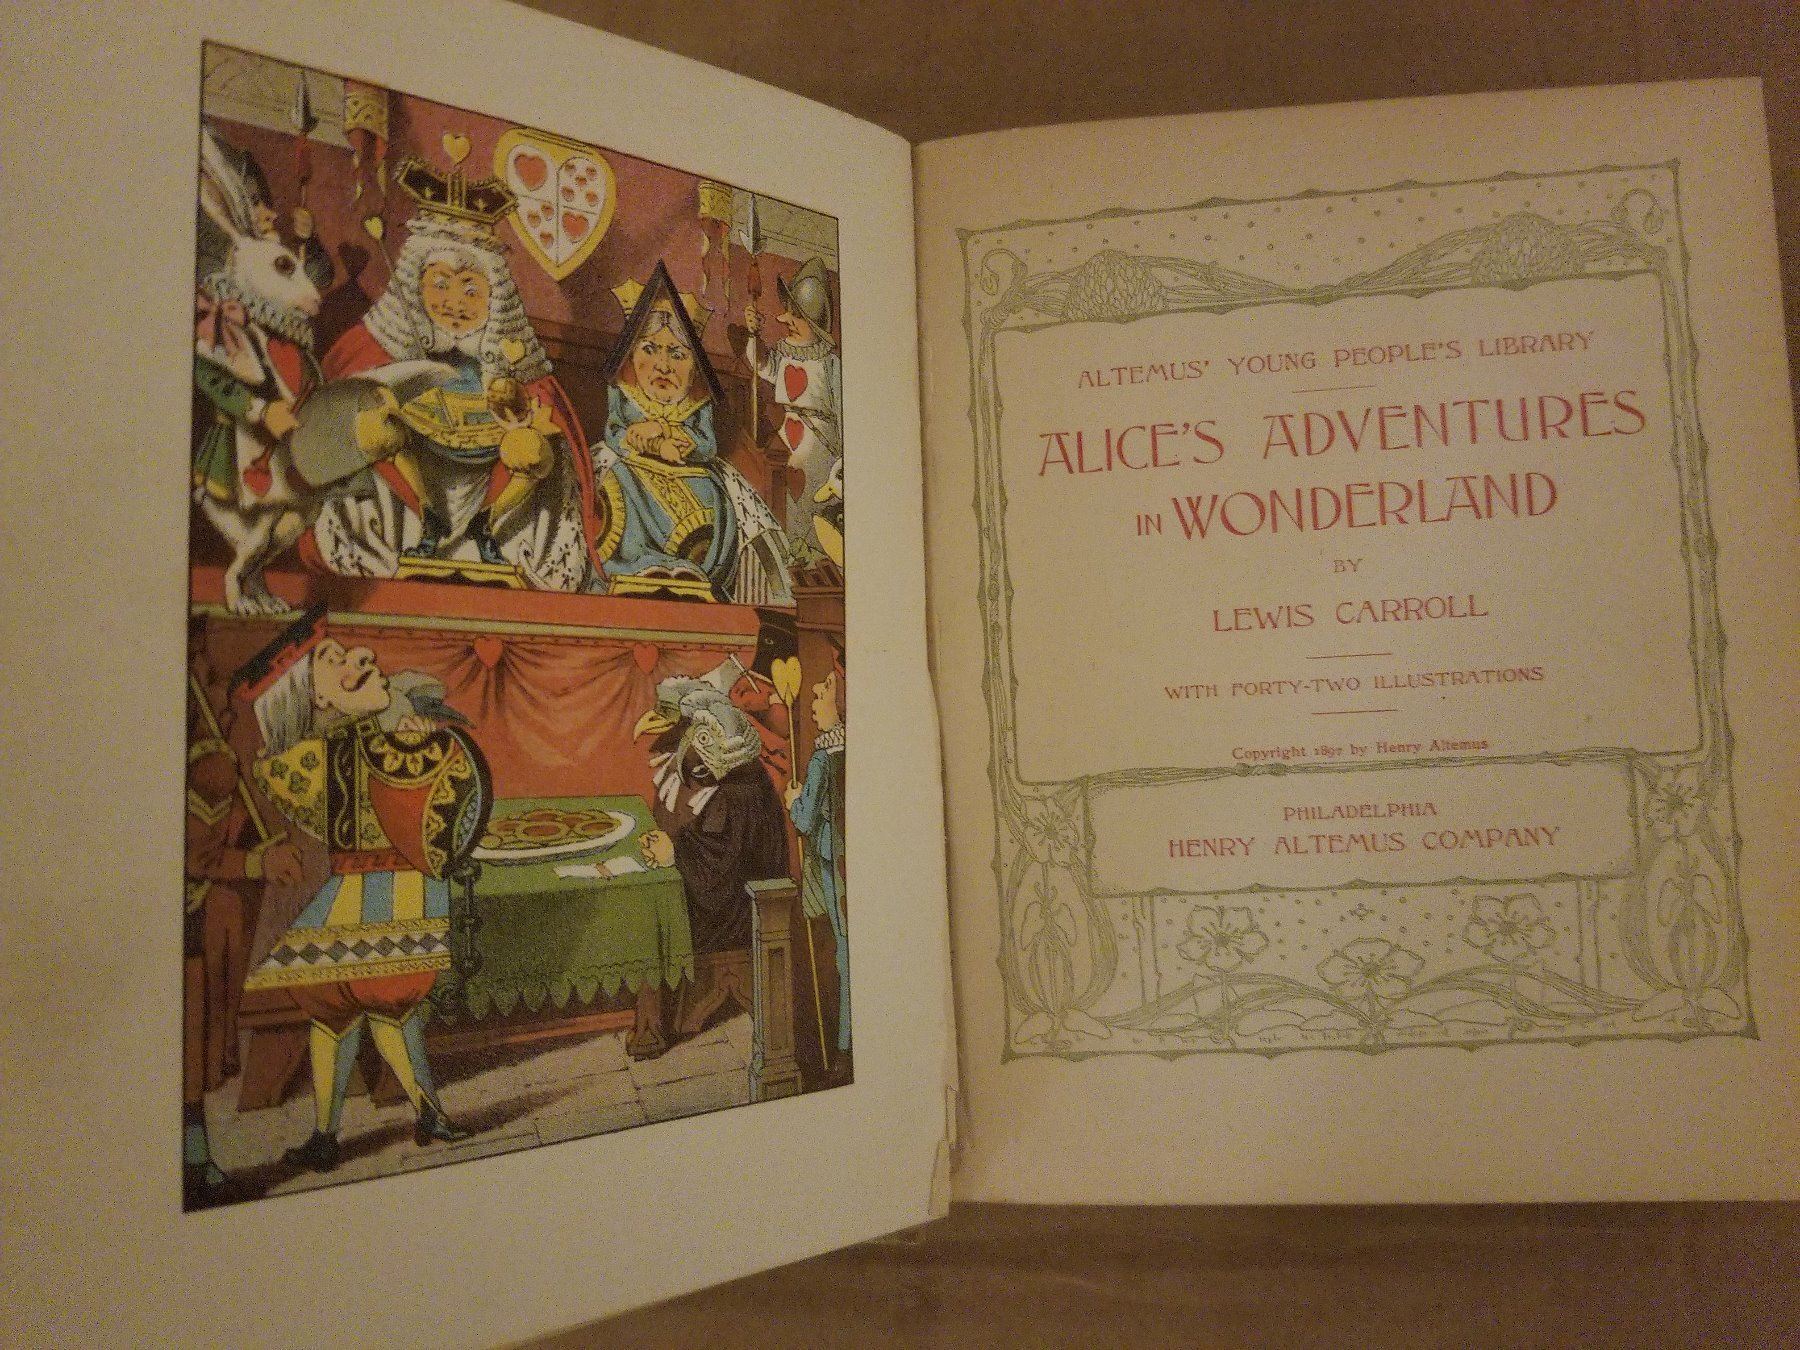 ALTEMUS' YOUNG PEOPLE'S LIBRARY
ALICE'S ADVENTURES
IN WONDERLAND
BY
LEWIS CARROLL
WITH FORTY-TWO ILLUSTRATIONS
Copyright 1897 by Henry Altemus
PHILADELPHIA
HENRY ALTEMUS COMPANY